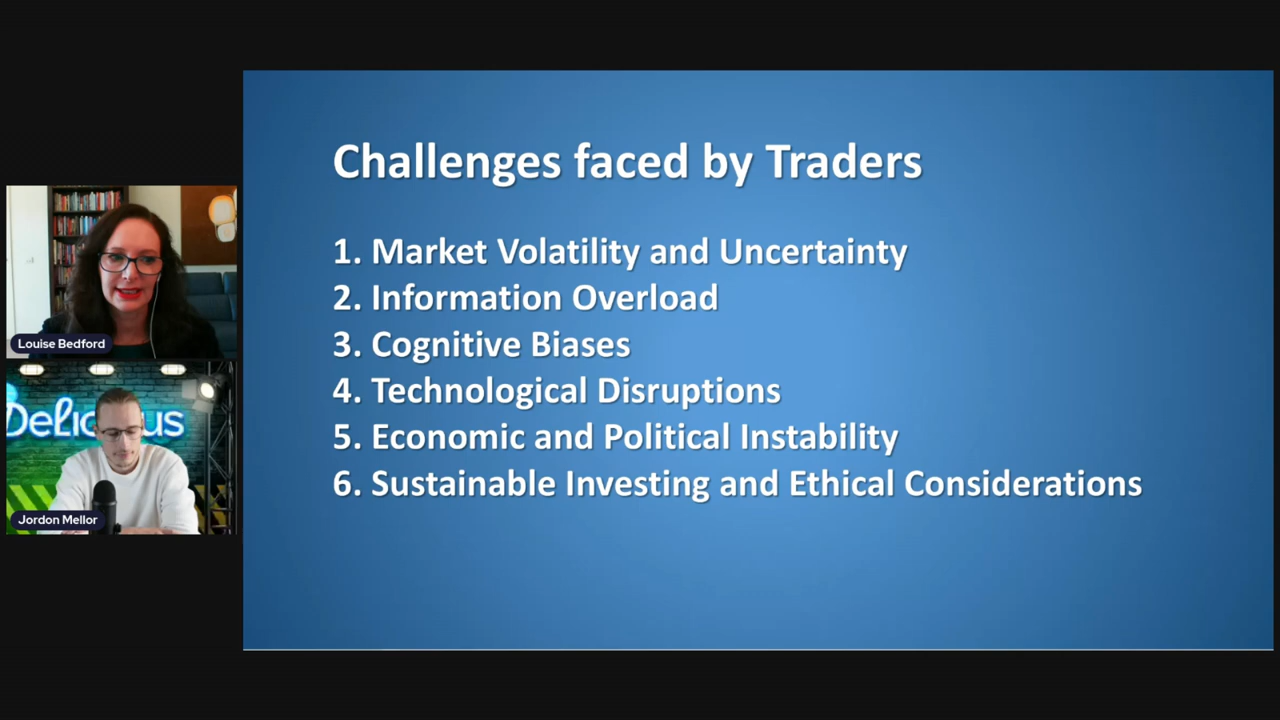 Challenges faced by Traders
1. Market Volatility and Uncertainty
2. Information Overload
3. Cognitive Biases
4. Technological Disruptions
5. Economic and Political Instability
6. Sustainable Investing and Ethical Considerations
Louise Bedford
Jordon Mellor